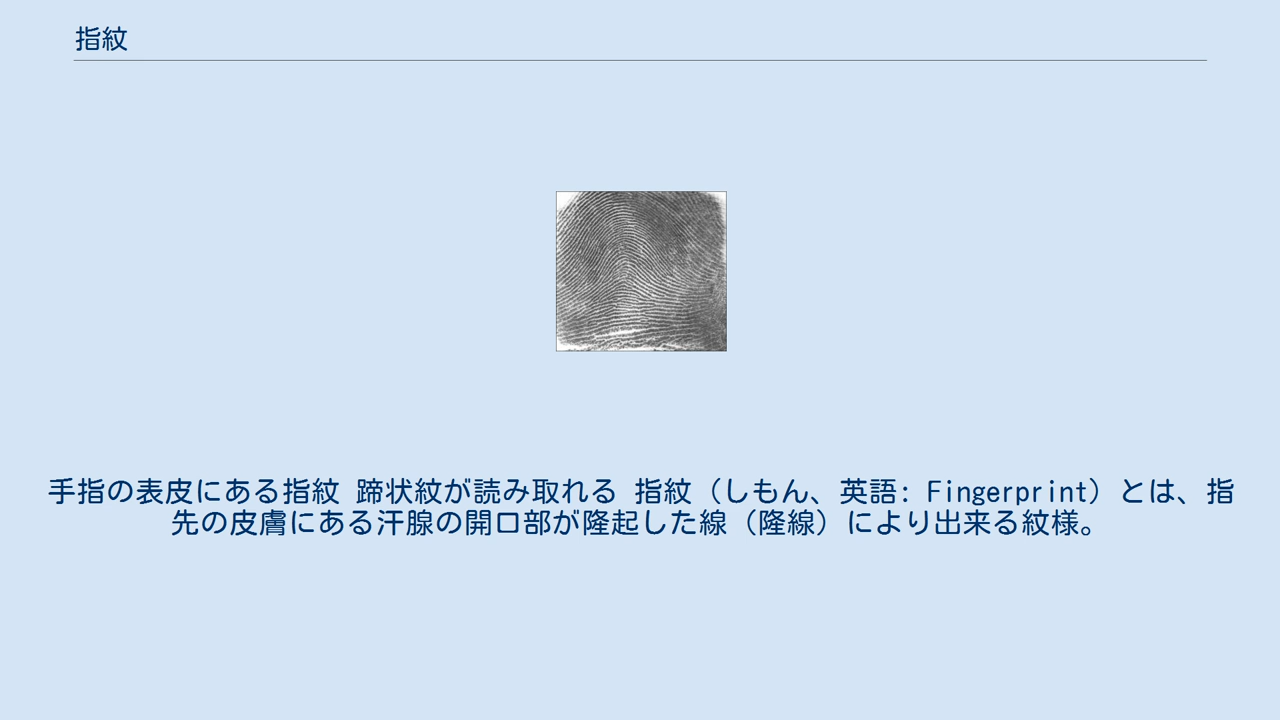 指紋
手指の表皮にある指紋 蹄状紋が読み取れる 指紋（しもん、英語: Fingerprint）とは、指
先の皮膚にある汗腺の開口部が隆起した線（隆線）により出来る紋様。